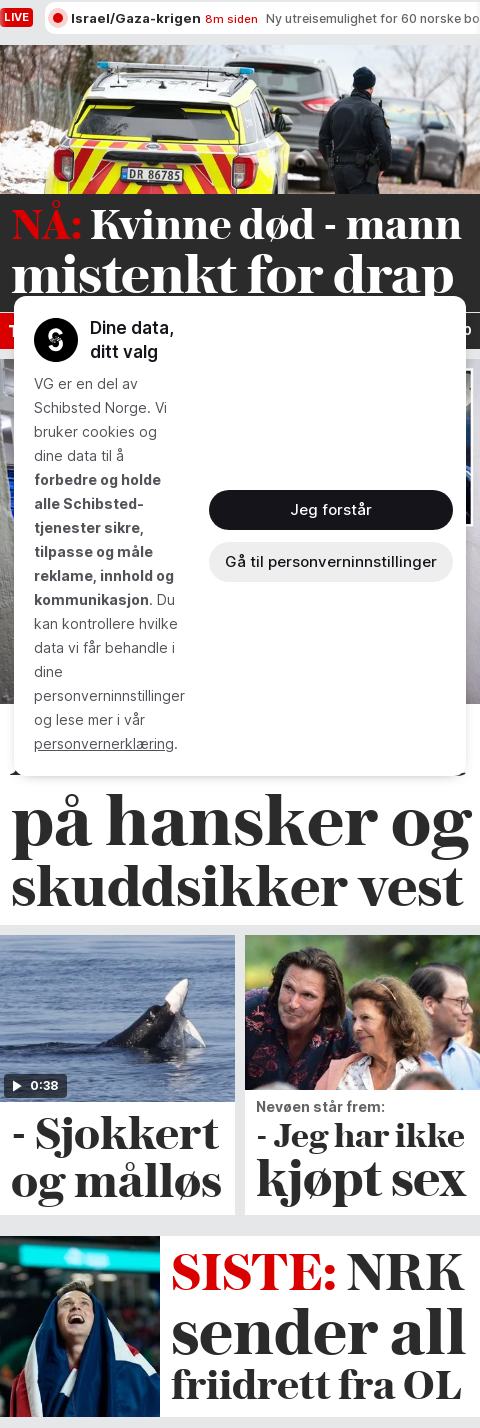 LIVE
Israel/Gaza-krigen 8m siden Ny utreisemulighet for 60 norske bo
DR 86785
NÅ: Kvinne død - mann
mistenkt for drap
Dine data,
ditt valg
VG er en del av
Schibsted Norge. Vi
bruker cookies og
dine data til å
forbedre og holde
alle Schibsted-
tjenester sikre,
tilpasse og måle
reklame, innhold og
kommunikasjon. Du
kan kontrollere hvilke
data vi får behandle i
dine
personverninnstillinger
og lese mer i vår
personvernerklæring.
Jeg forstår
Gå til personverninnstillinger
på hansker og
skuddsikker vest
0:38
- Sjokkert
og målløs
Nevøen står frem:
- Jeg har ikke
kjøpt sex
SISTE: NRK
sender all
friidrett fra OL